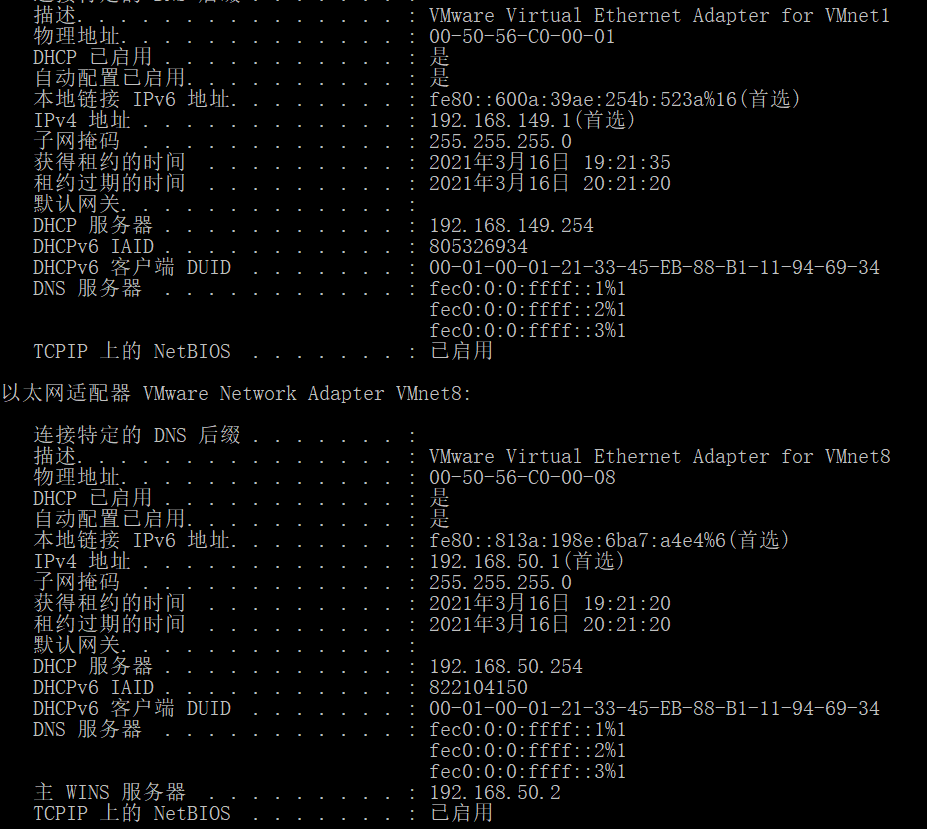 连接特定的 DNS 后缀 . . . . . . . :
描述. . . . . . . . . . . . . . . : VMware Virtual Ethernet Adapter for VMnet1
物理地址. . . . . . . . . . . . . : 00-50-56-C0-00-01
DHCP 已启用 . . . . . . . . . . . : 是
自动配置已启用. . . . . . . . . . : 是
本地链接 IPv6 地址. . . . . . . . : fe80::600a:39ae:254b:523a%16(首选)
IPv4 地址 . . . . . . . . . . . . : 192.168.149.1(首选)
子网掩码  . . . . . . . . . . . . : 255.255.255.0
获得租约的时间  . . . . . . . . . : 2021年3月16日 19:21:35
租约过期的时间  . . . . . . . . . : 2021年3月16日 20:21:20
默认网关. . . . . . . . . . . . . :
DHCP 服务器 . . . . . . . . . . . : 192.168.149.254
DHCPv6 IAID . . . . . . . . . . . : 805326934
DHCPv6 客户端 DUID  . . . . . . . : 00-01-00-01-21-33-45-EB-88-B1-11-94-69-34
DNS 服务器  . . . . . . . . . . . : fec0:0:0:ffff::1%1
fec0:0:0:ffff::2%1
fec0:0:0:ffff::3%1
TCPIP 上的 NetBIOS  . . . . . . . : 已启用
以太网适配器 VMware Network Adapter VMnet8:
连接特定的 DNS 后缀 . . . . . . . :
描述. . . . . . . . . . . . . . . : VMware Virtual Ethernet Adapter for VMnet8
物理地址. . . . . . . . . . . . . : 00-50-56-C0-00-08
DHCP 已启用 . . . . . . . . . . . : 是
自动配置已启用. . . . . . . . . . : 是
本地链接 IPv6 地址. . . . . . . . : fe80::813a:198e:6ba7:a4e4%6(首选)
IPv4 地址 . . . . . . . . . . . . : 192.168.50.1(首选)
子网掩码  . . . . . . . . . . . . : 255.255.255.0
获得租约的时间  . . . . . . . . . : 2021年3月16日 19:21:20
租约过期的时间  . . . . . . . . . : 2021年3月16日 20:21:20
默认网关. . . . . . . . . . . . . :
DHCP 服务器 . . . . . . . . . . . : 192.168.50.254
DHCPv6 IAID . . . . . . . . . . . : 822104150
DHCPv6 客户端 DUID  . . . . . . . : 00-01-00-01-21-33-45-EB-88-B1-11-94-69-34
DNS 服务器  . . . . . . . . . . . : fec0:0:0:ffff::1%1
fec0:0:0:ffff::2%1
fec0:0:0:ffff::3%1
主 WINS 服务器  . . . . . . . . . : 192.168.50.2
TCPIP 上的 NetBIOS  . . . . . . . : 已启用